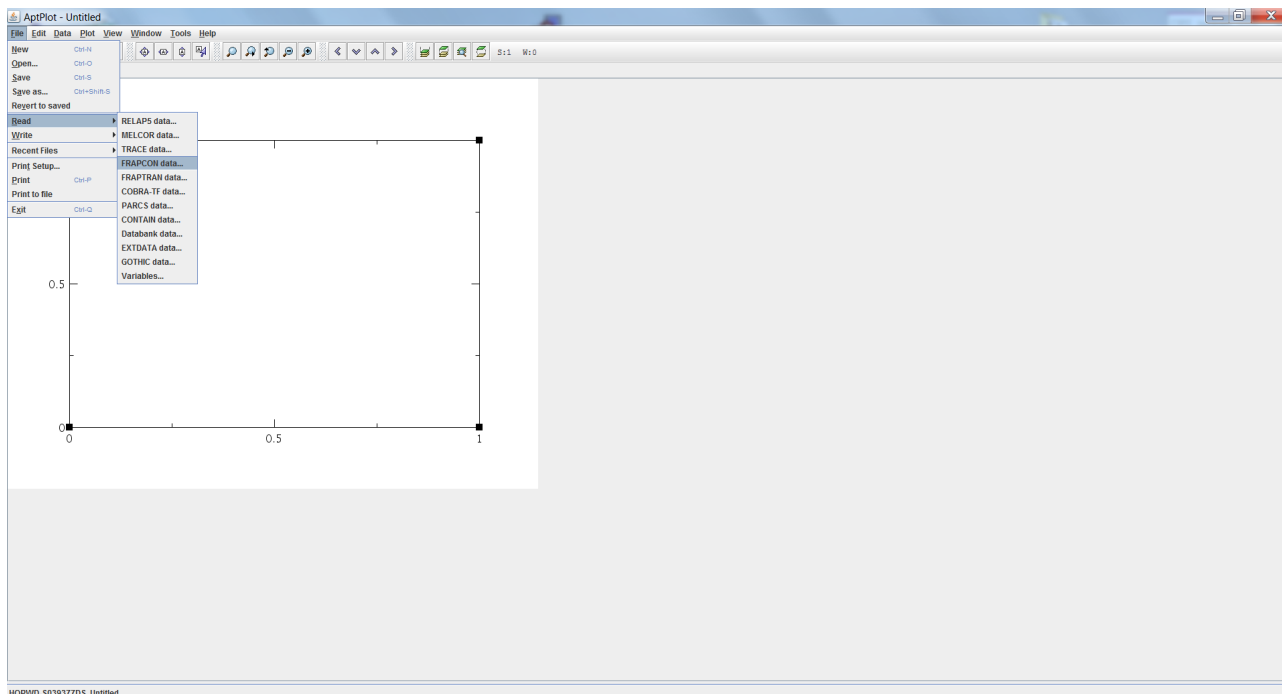 AptPlot - Untitled
File Edit Data Plot View Window Tools Help
New Ctrl-N
Open... Ctrl-O
Save Ctrl-S
Save as... Ctrl+Shift-S
Revert to saved
Read
Write
Recent Files
Print Setup...
Print Ctrl-P
Print to file
Exit Ctrl-Q
RELAP5 data...
MELCOR data...
TRACE data...
FRAPCON data...
FRAPTRAN data...
COBRA-TF data...
PARCS data...
CONTAIN data...
Databank data...
EXTDATA data...
GOTHIC data...
Variables...
S:1 W:0
0.5
0
0 0.5 1
HQPWD_S039377DS, Untitled